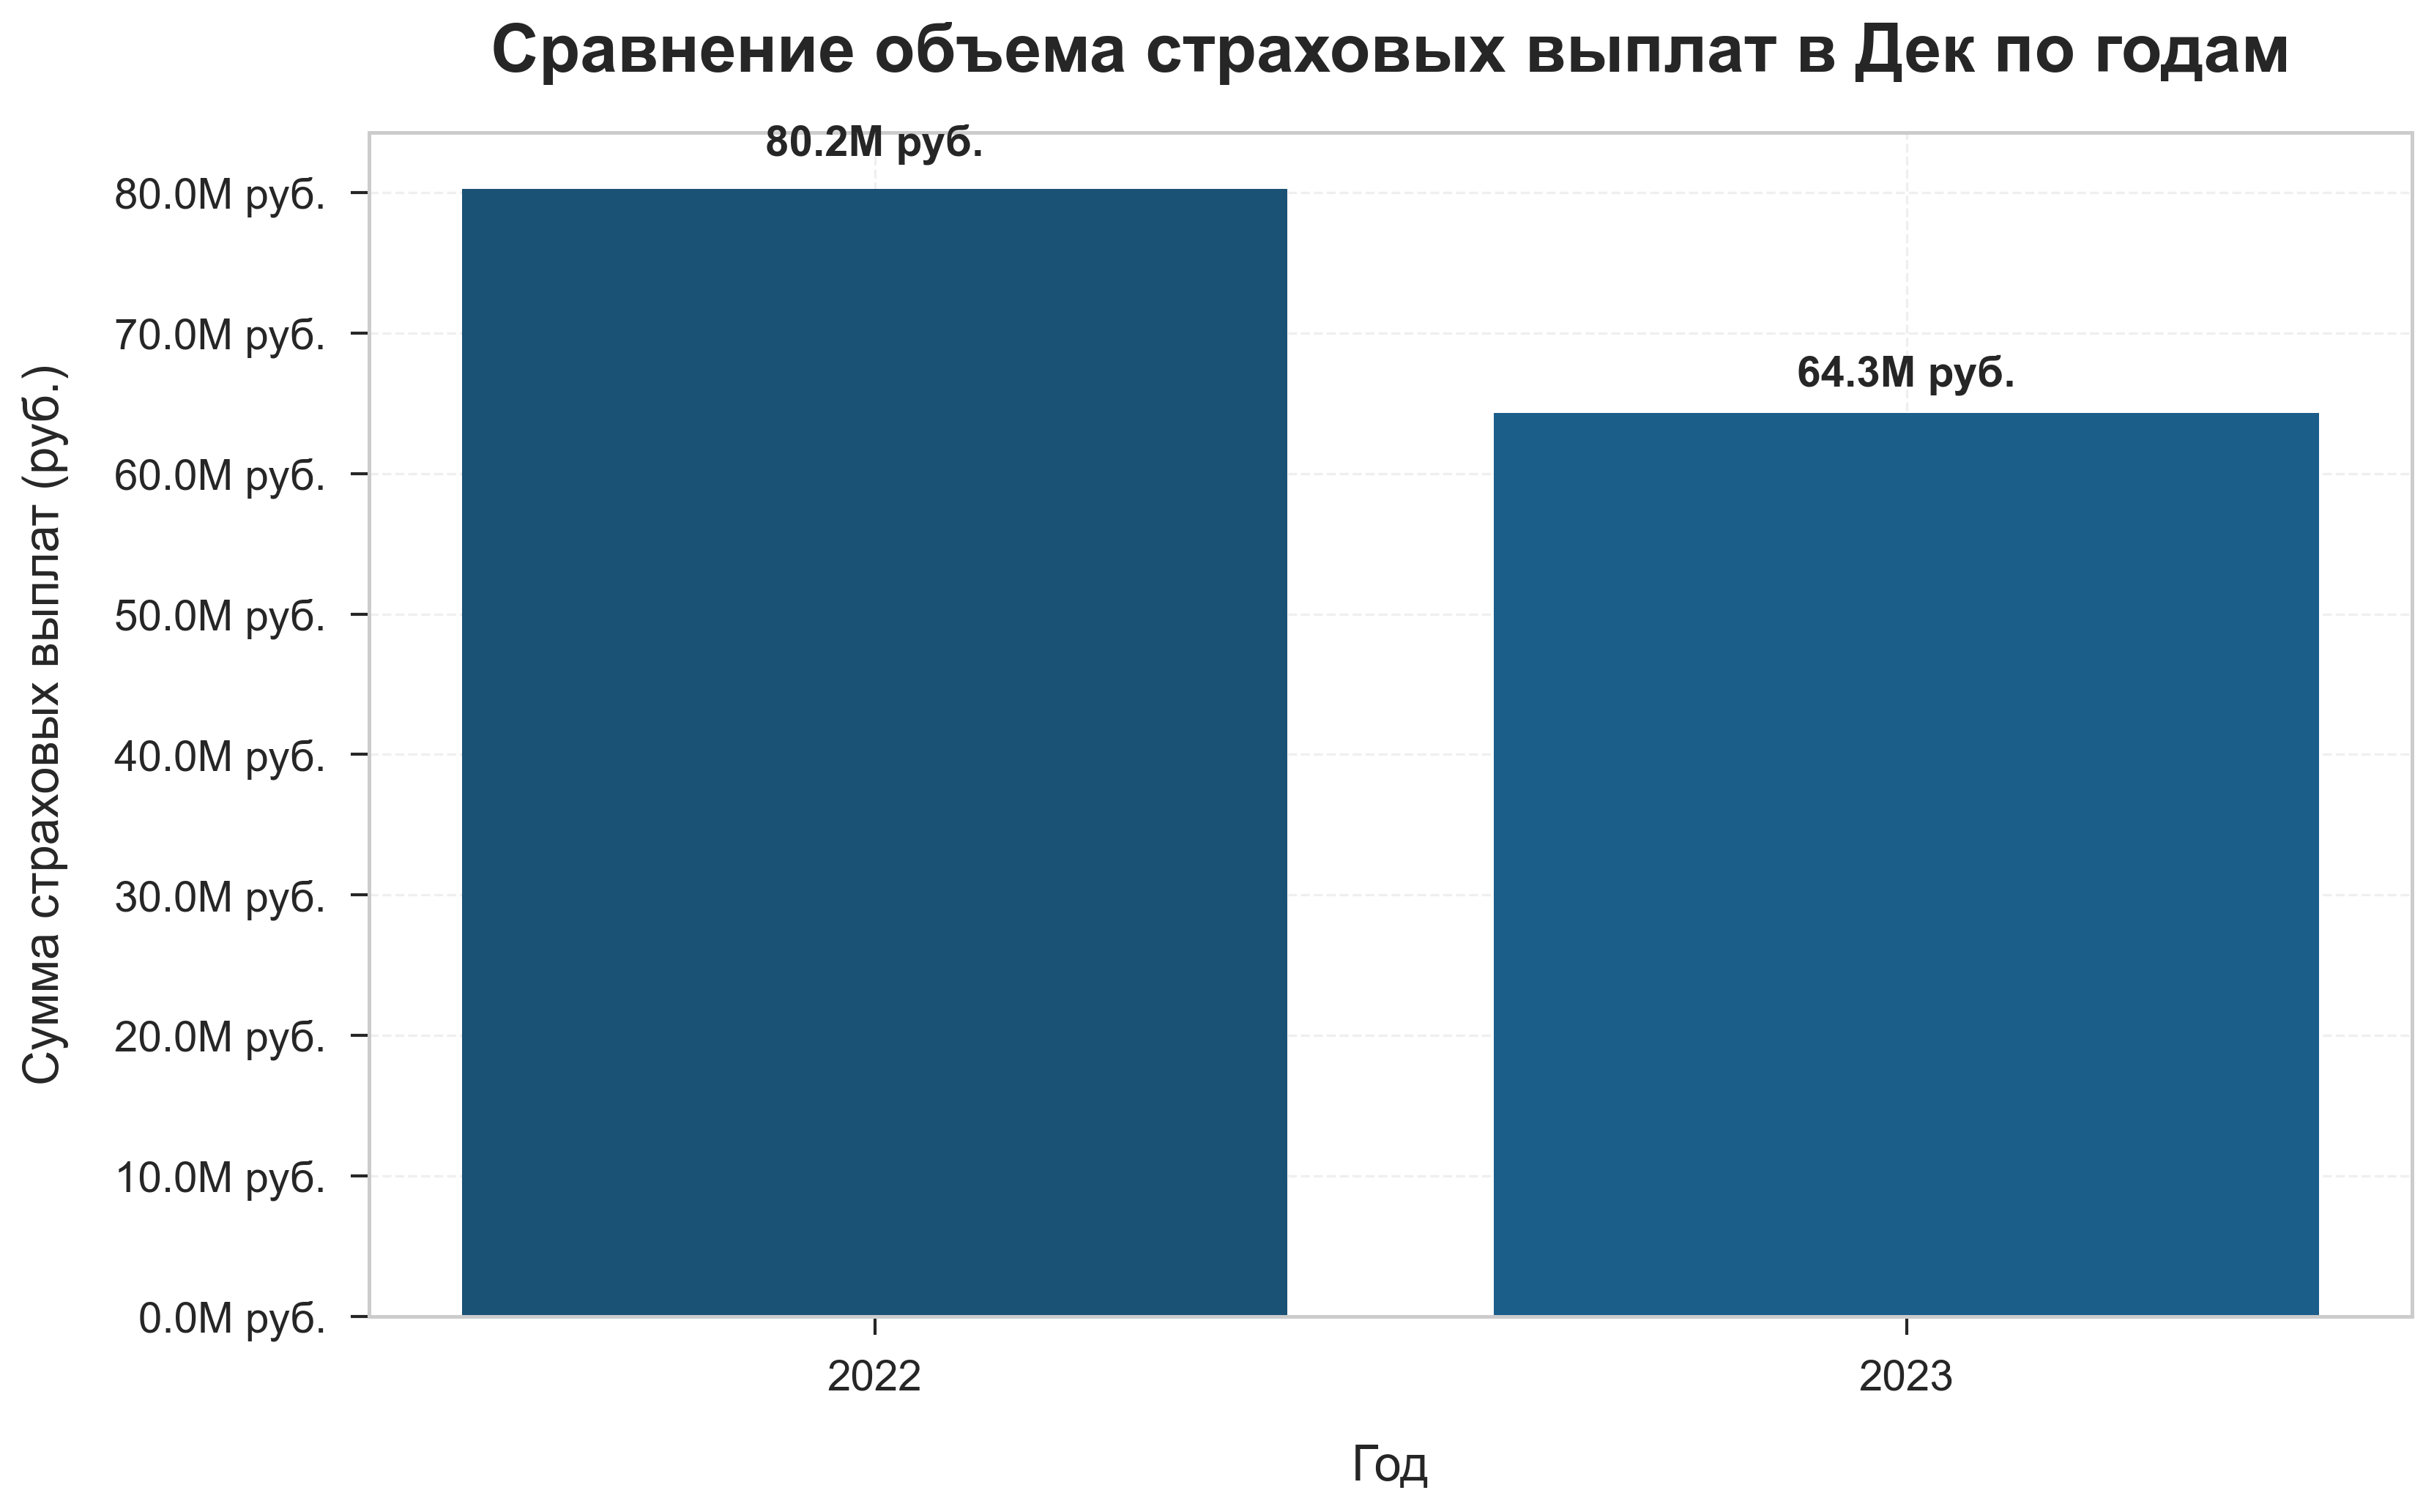 Сравнение объема страховых выплат в Дек по годам
80.2M руб.
80.0M руб.
70.0M руб.
64.3M руб.
60.0M руб.
50.0M руб.
40.0M руб.
30.0M руб.
20.0M руб.
10.0M руб.
0.0M руб.
Сумма страховых выплат (руб.)
2022
2023
Год